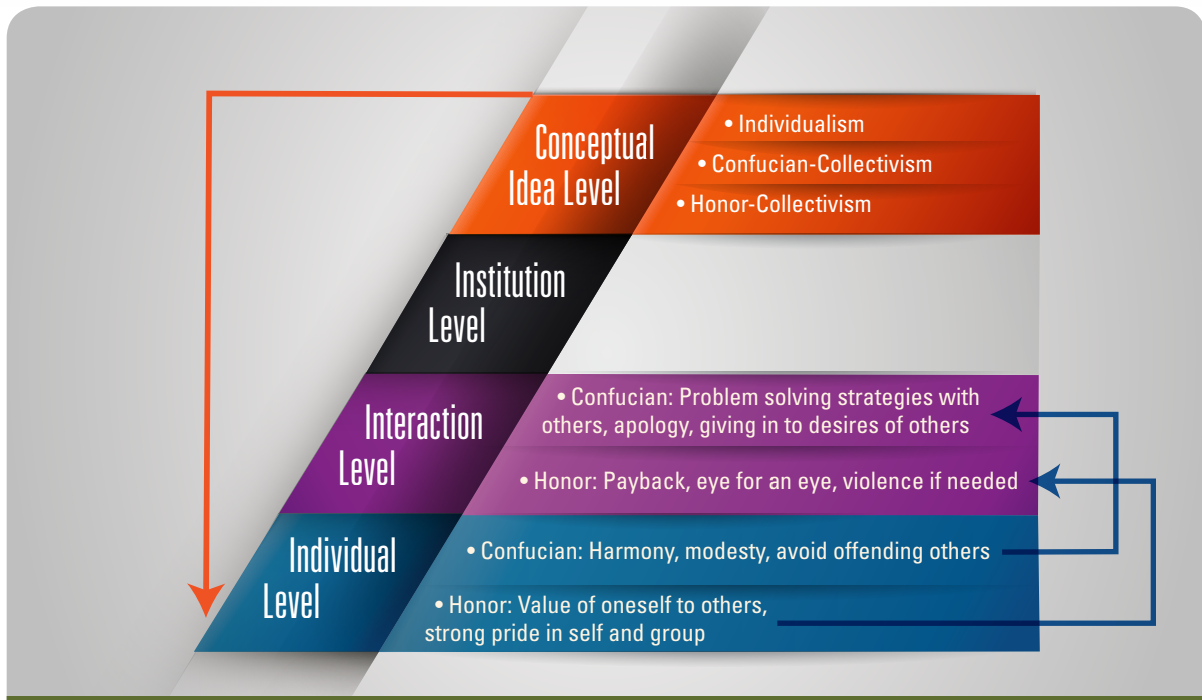 Conceptual
Idea Level
• Individualism
• Confucian-Collectivism
• Honor-Collectivism
Institution
Level
Interaction
Level
• Confucian: Problem solving strategies with
others, apology, giving in to desires of others
• Honor: Payback, eye for an eye, violence if needed
Individual
Level
• Confucian: Harmony, modesty, avoid offending others
• Honor: Value of oneself to others,
strong pride in self and group